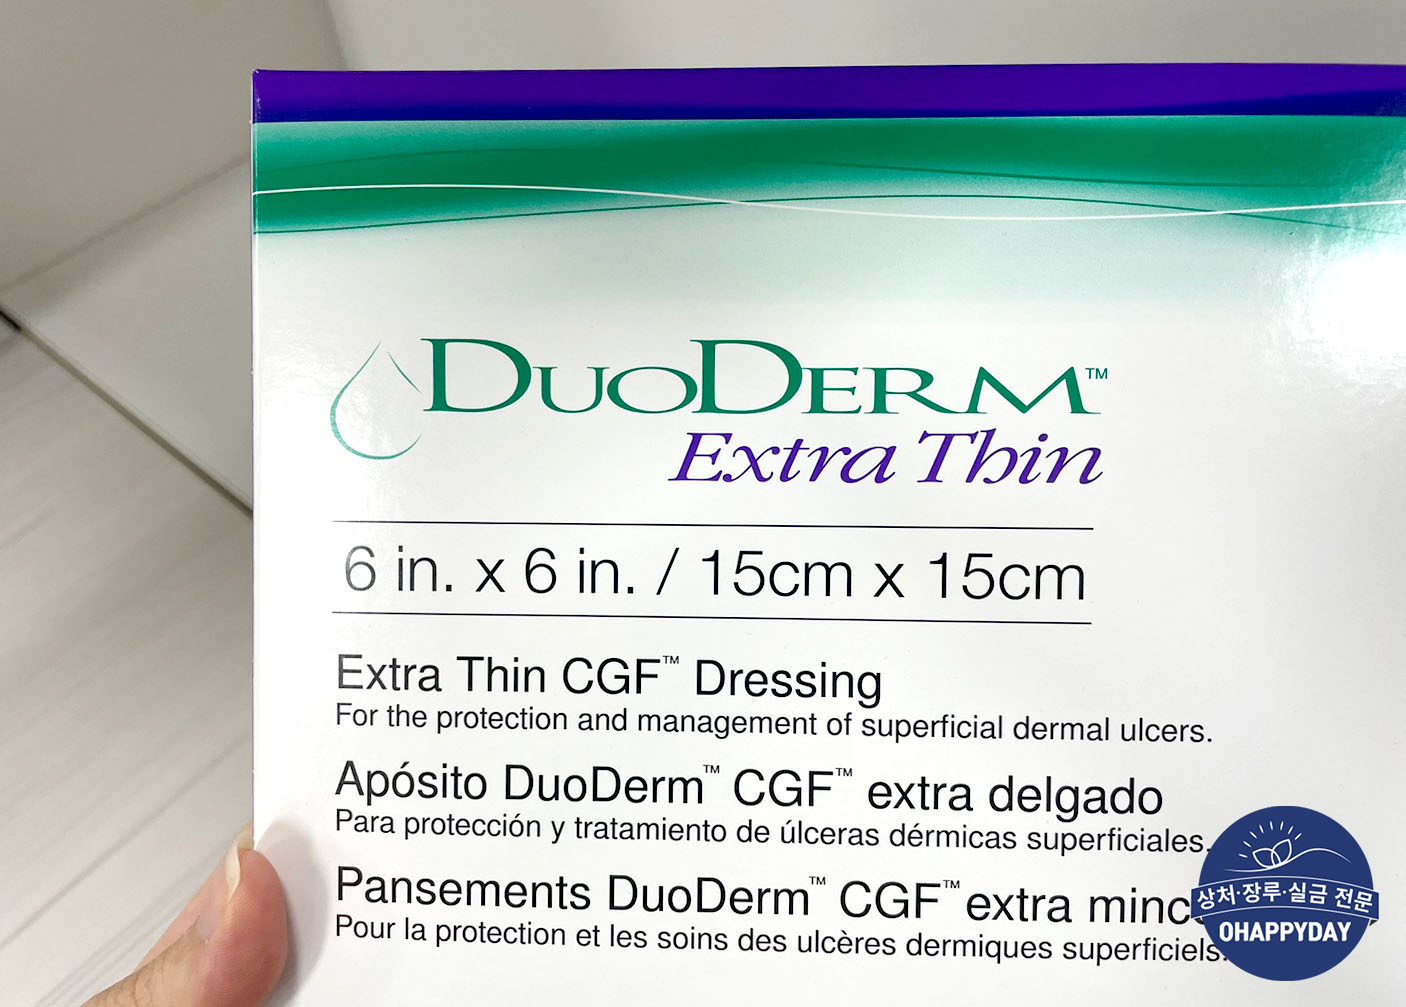 DUODERM™
Extra Thin
6 in. x 6 in. / 15cm x 15cm
Extra Thin CGF™ Dressing
For the protection and management of superficial dermal ulcers.
Apósito DuoDerm™ CGF™ extra delgado
Para protección y tratamiento de úlceras dérmicas superficiales.
Pansements DuoDerm™ CGF™ extra minc
Pour la protection et les soins des ulcères dermiques superficiels.
상처·장루·실금 전문
OHAPPYDAY